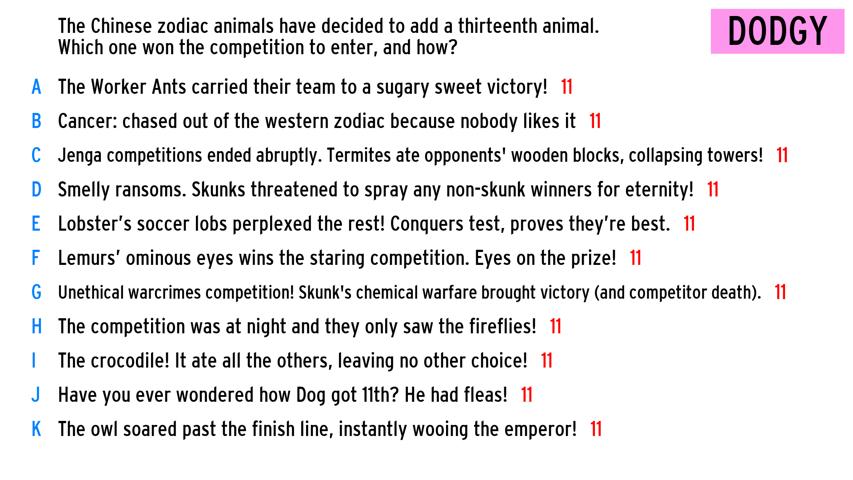 The Chinese zodiac animals have decided to add a thirteenth animal.
Which one won the competition to enter, and how?
DODGY
A The Worker Ants carried their team to a sugary sweet victory! 11
B Cancer: chased out of the western zodiac because nobody likes it 11
C Jenga competitions ended abruptly. Termites ate opponents' wooden blocks, collapsing towers! 11
D Smelly ransoms. Skunks threatened to spray any non-skunk winners for eternity! 11
E Lobster's soccer lobs perplexed the rest! Conquers test, proves they're best. 11
F Lemurs' ominous eyes wins the staring competition. Eyes on the prize! 11
G Unethical warcrimes competition! Skunk's chemical warfare brought victory (and competitor death). 11
H The competition was at night and they only saw the fireflies! 11
I The crocodile! It ate all the others, leaving no other choice! 11
J Have you ever wondered how Dog got 11th? He had fleas! 11
K The owl soared past the finish line, instantly wooing the emperor! 11